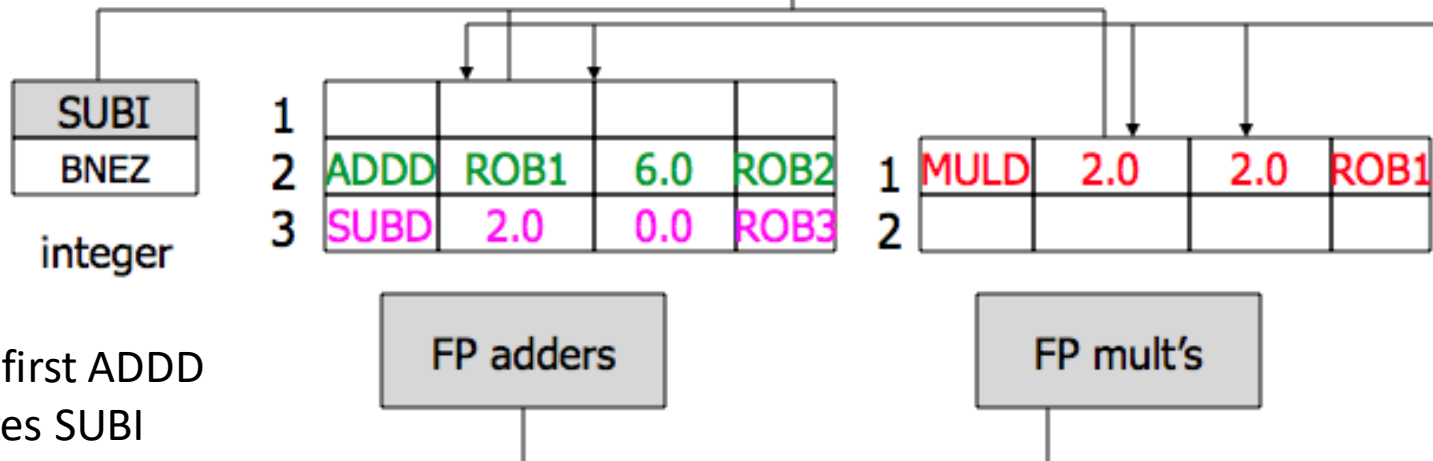 SUBI
BNEZ
integer
1
2 ADDD ROB1 6.0 ROB2
3 SUBD 2.0 0.0 ROB3
1 MULD 2.0 2.0 ROB1
2
FP adders
FP mult's
first ADDD
es SUBI